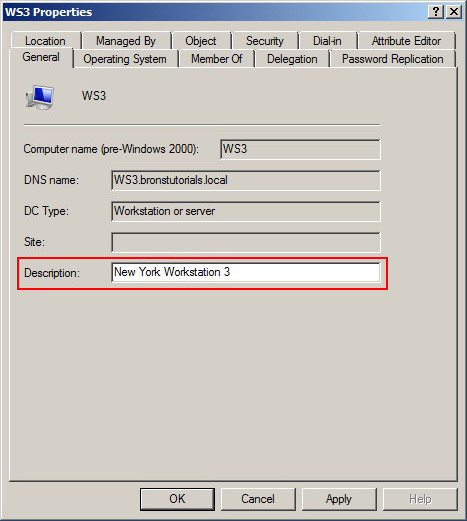 WS3 Properties
Location Managed By Object Security Dial-in Attribute Editor
General Operating System Member Of Delegation Password Replication
WS3
Computer name (pre-Windows 2000): WS3
DNS name: WS3.bronstutorials.local
DC Type: Workstation or server
Site:
Description: New York Workstation 3
OK Cancel Apply Help